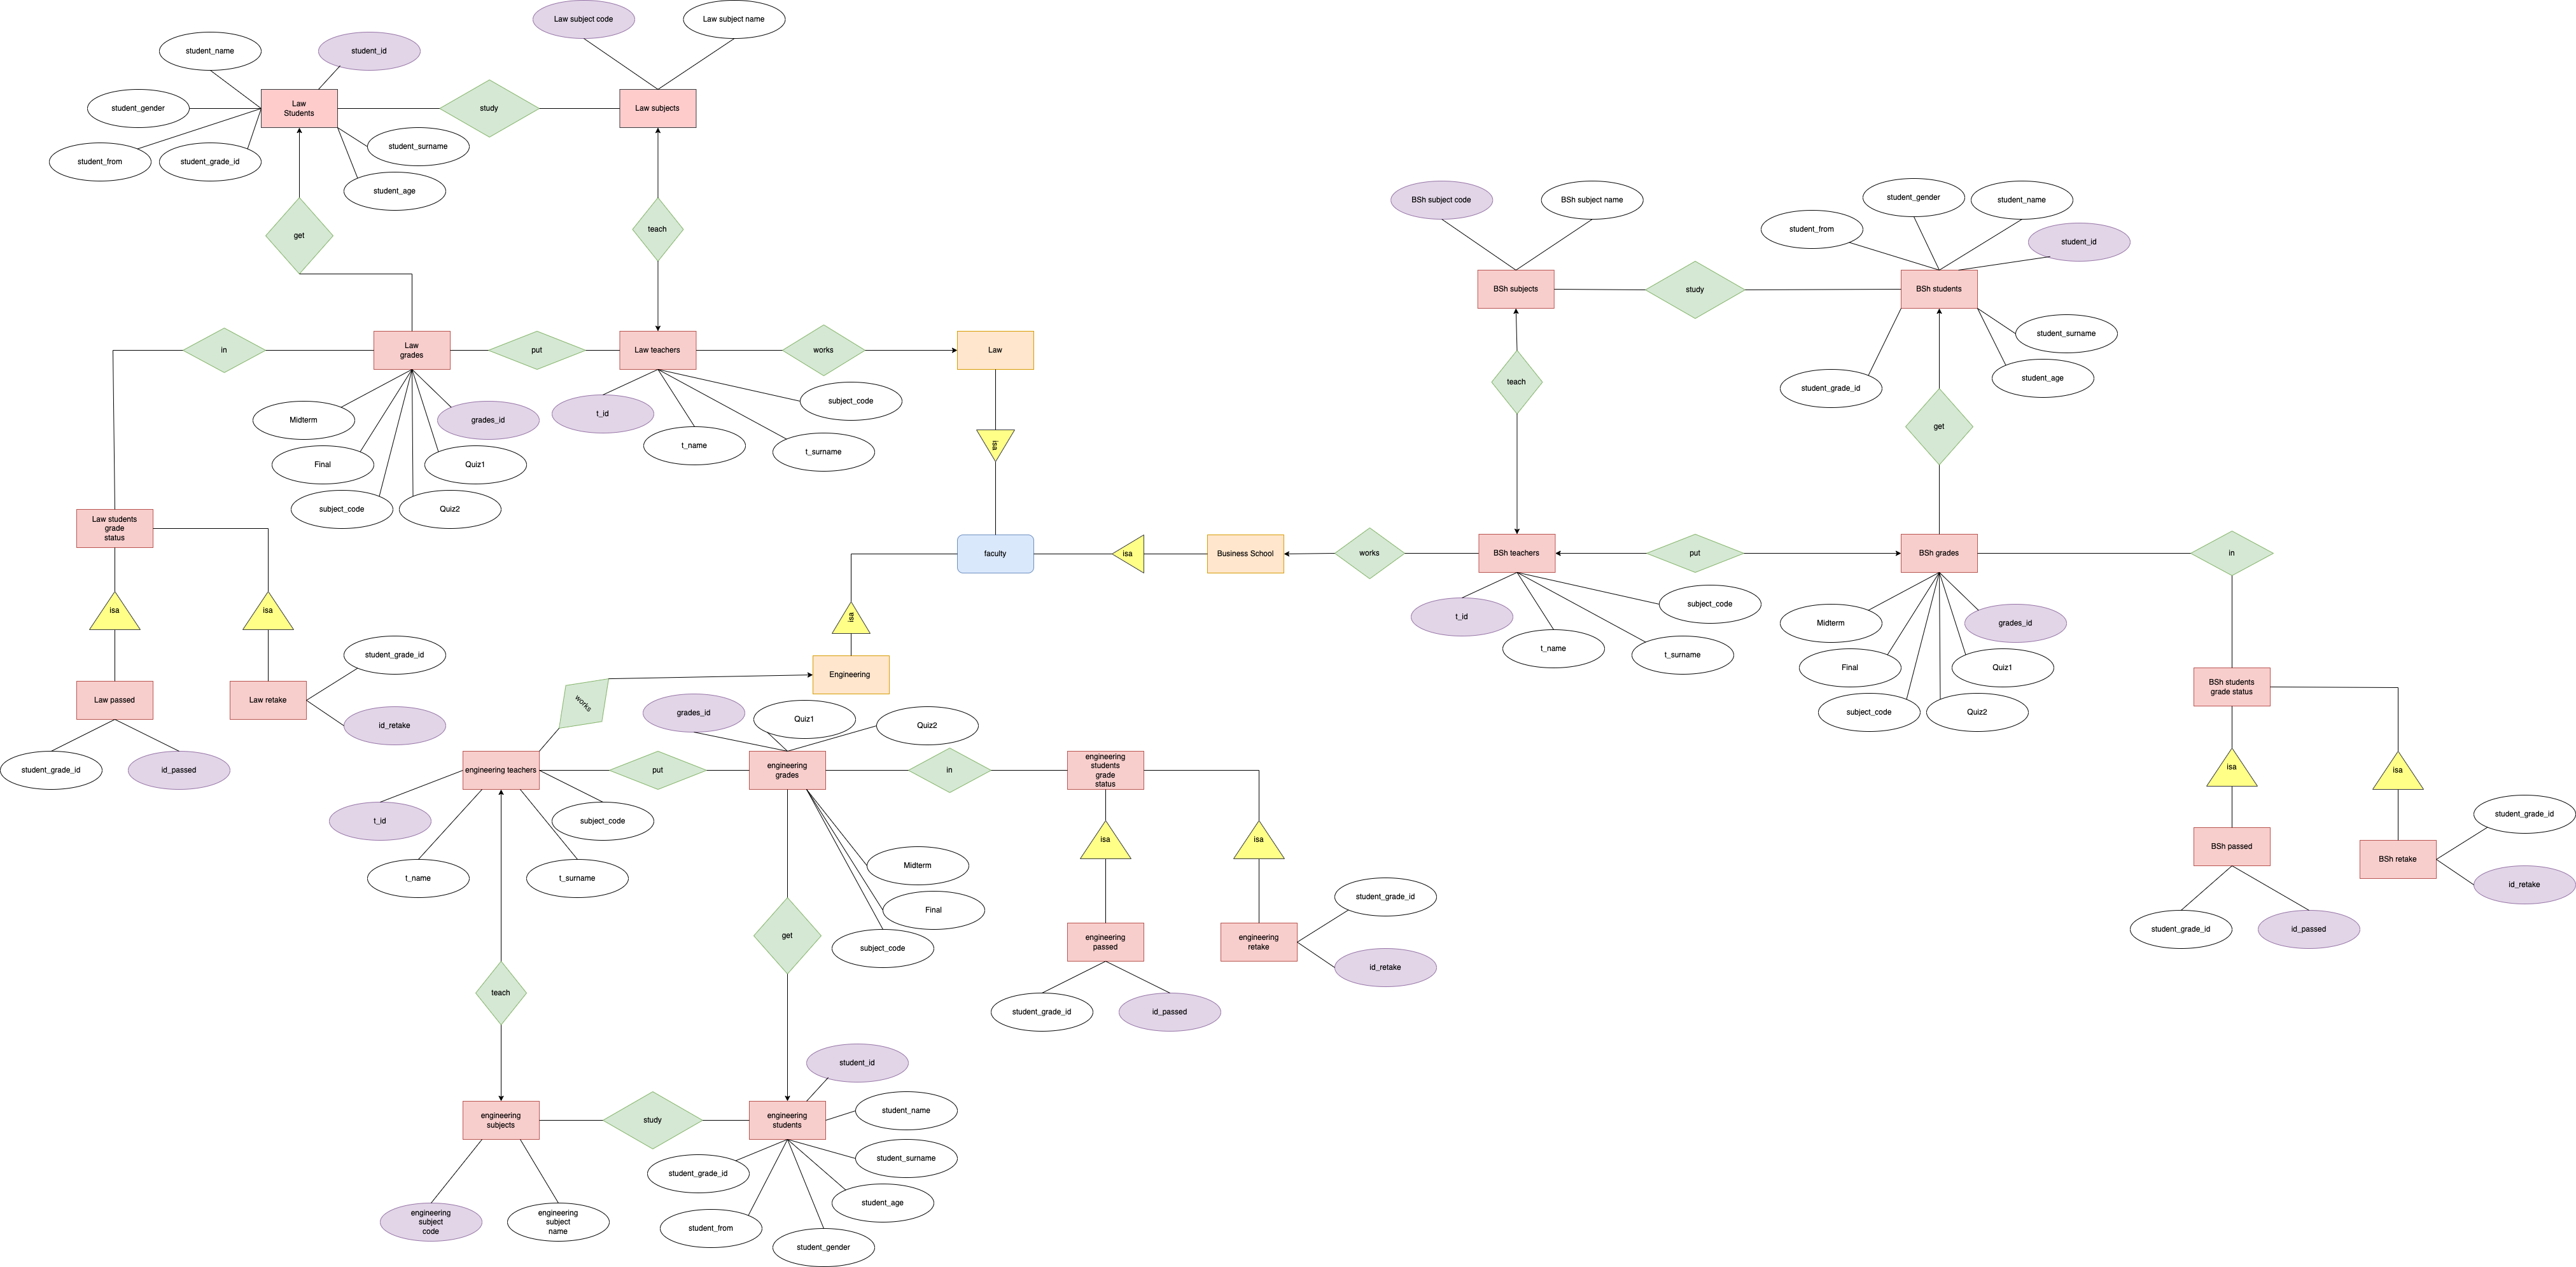 Law subject code
Law subject name
student_name
student_id
Law
Students
study
Law subjects
student_gender
student_surname
student_from
student_grade_id
student_age
get
teach
in
Law
grades
put
Law teachers
works
Law
Midterm
grades_id
t_id
subject_code
t_name
t_surname
Final
Quiz1
subject_code
Quiz2
isa
Law students
grade
status
isa
isa
student_grade_id
Law passed
Law retake
id_retake
student_grade_id
id_passed
faculty
isa
Business School
works
BSh teachers
put
BSh grades
in
BSh subject code
BSh subject name
student_gender
student_name
student_from
student_id
BSh subjects
study
BSh students
student_surname
teach
student_grade_id
student_age
get
t_id
subject_code
t_name
t_surname
Midterm
grades_id
Final
Quiz1
subject_code
Quiz2
BSh students
grade status
isa
isa
student_grade_id
BSh passed
BSh retake
id_retake
student_grade_id
id_passed
isa
Engineering
works
grades_id
Quiz1
Quiz2
engineering teachers
put
engineering
grades
in
engineering
students
grade
status
t_id
subject_code
t_name
t_surname
Midterm
Final
subject_code
isa
isa
student_grade_id
engineering
passed
engineering
retake
id_retake
student_grade_id
id_passed
get
teach
student_id
engineering
subjects
study
engineering
students
student_name
student_surname
student_grade_id
student_age
student_from
student_gender
engineering
subject
code
engineering
subject
name